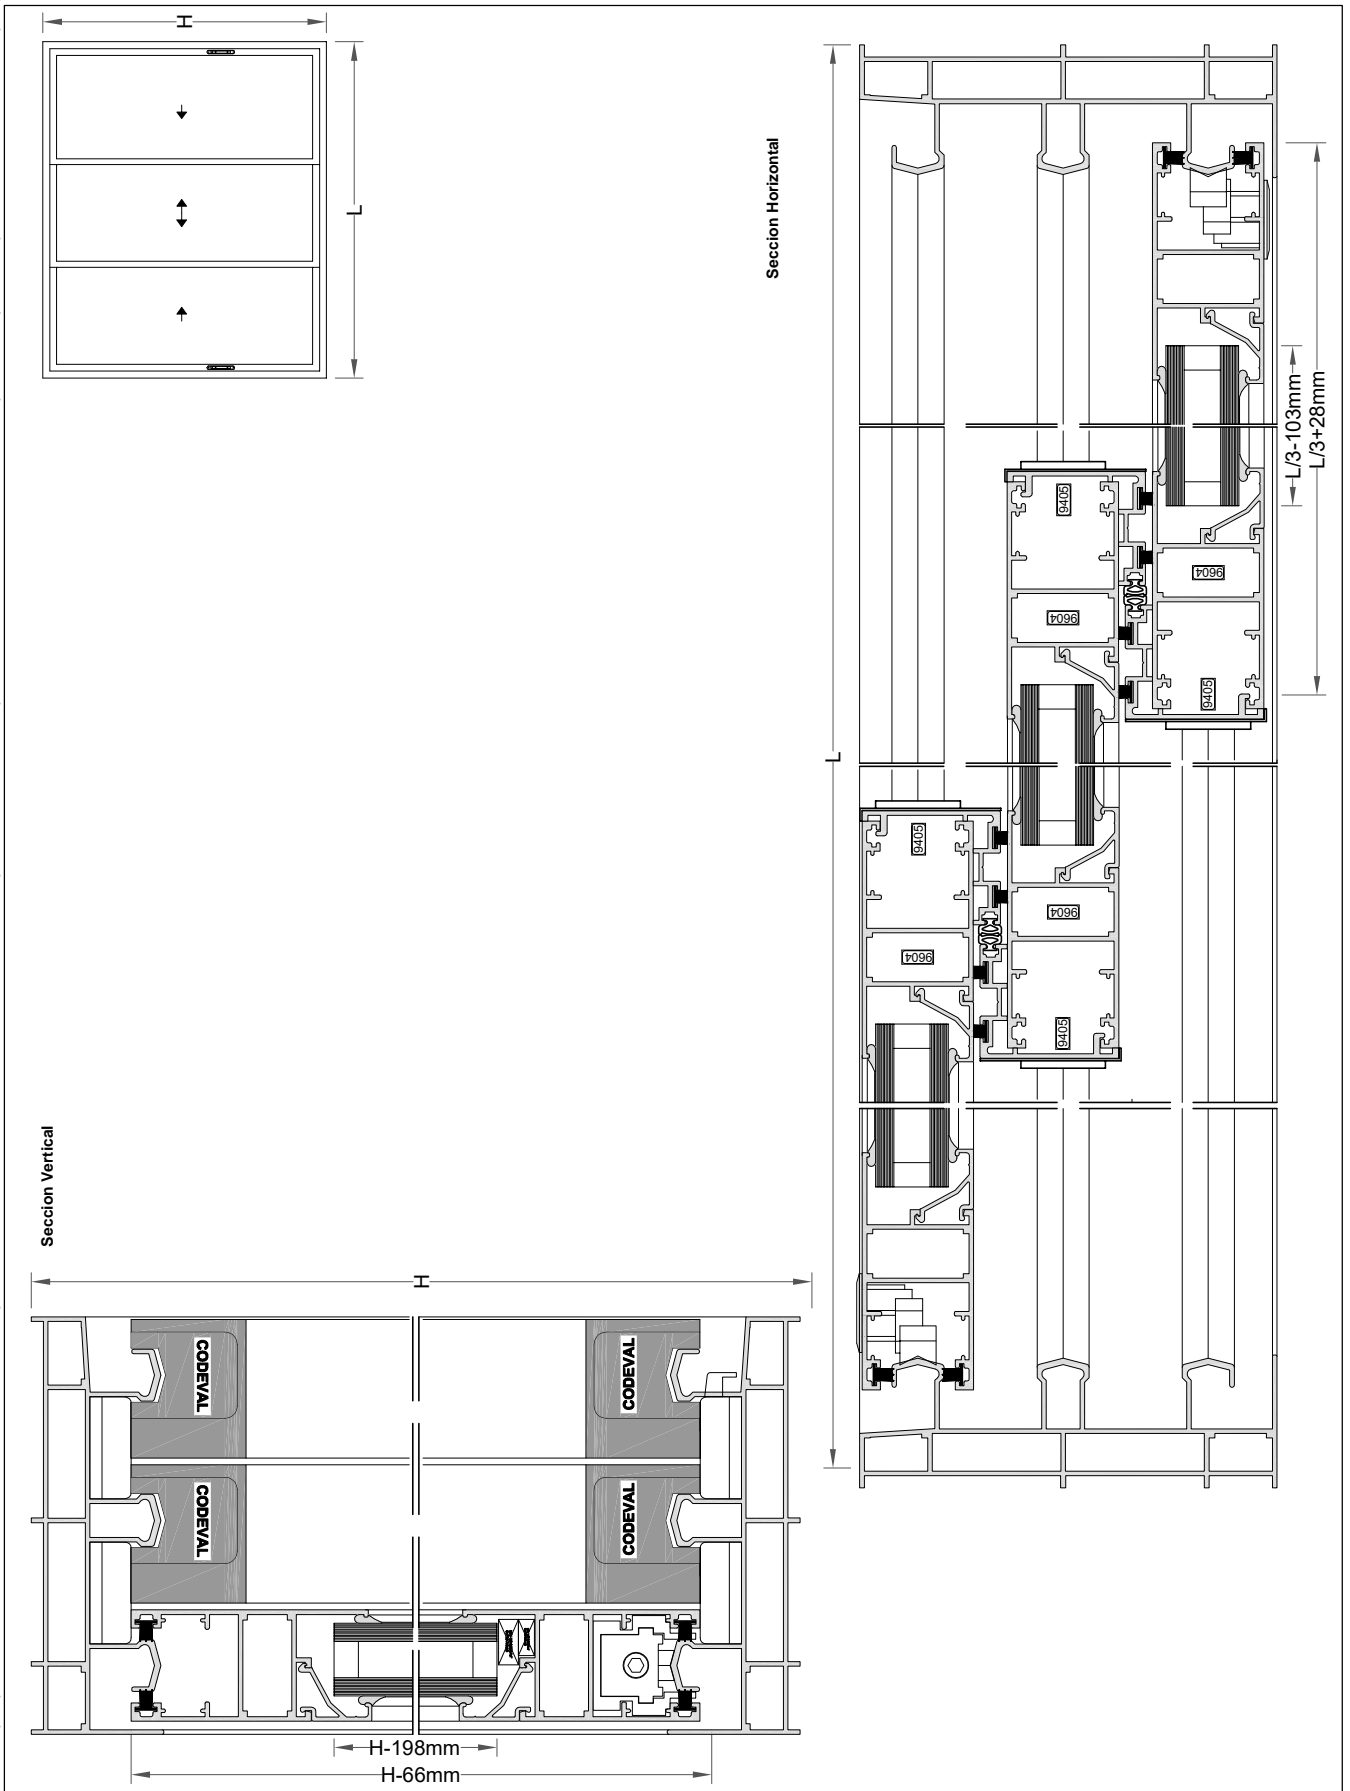 H
L
Seccion Horizontal
L
L/3-103mm
L/3+28mm
9405
9604
9604
9405
9405
9604
9604
9405
Seccion Vertical
H
CODEVAL
CODEVAL
CODEVAL
CODEVAL
H-198mm
H-66mm